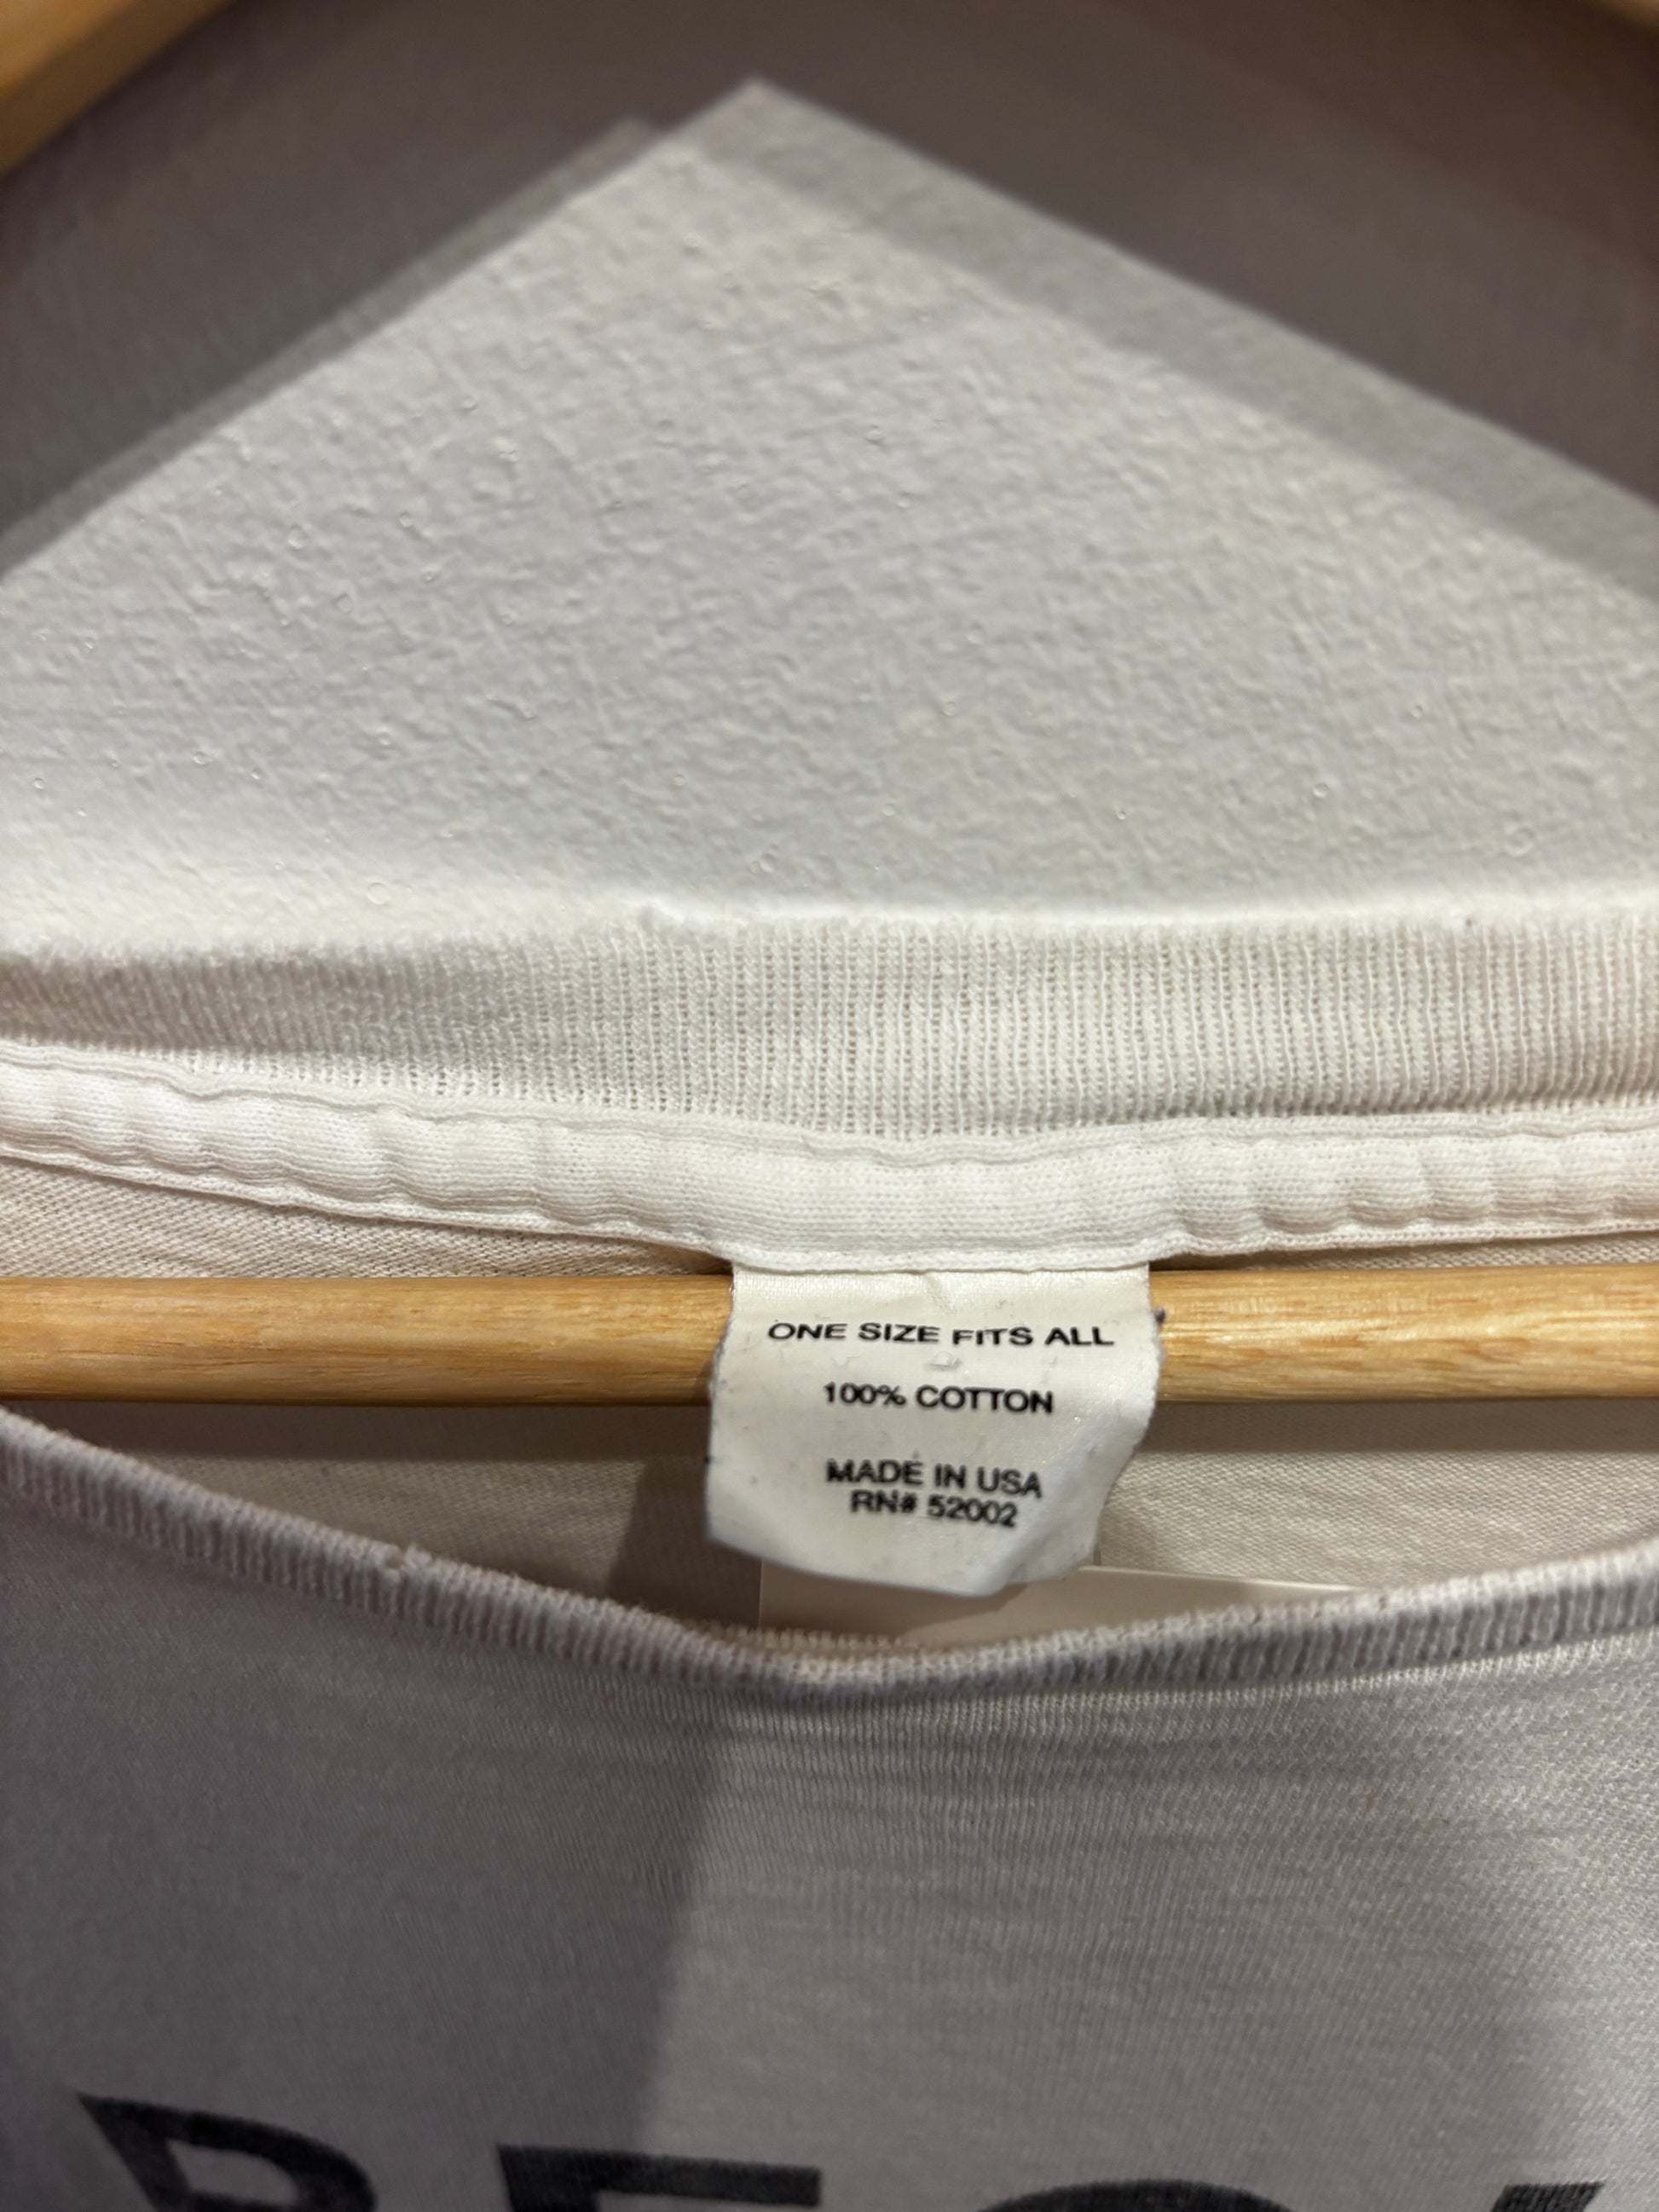 ONE SIZE FITS ALL
100% COTTON
MADE IN USA
RN# 52002